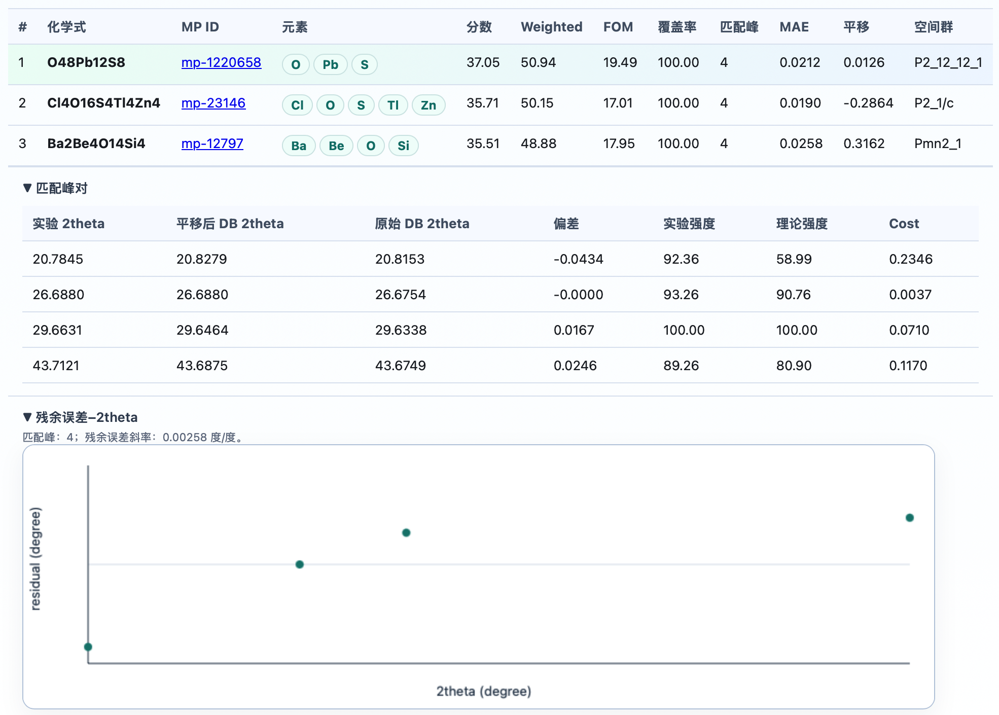 # 化学式 MP ID 元素 分数 Weighted FOM 覆盖率 匹配峰 MAE 平移 空间群
1 O48Pb12S8 mp-1220658 O Pb S 37.05 50.94 19.49 100.00 4 0.0212 0.0126 P2_12_12_1
2 Cl4O16S4Tl4Zn4 mp-23146 Cl O S Tl Zn 35.71 50.15 17.01 100.00 4 0.0190 -0.2864 P2_1/c
3 Ba2Be4O14Si4 mp-12797 Ba Be O Si 35.51 48.88 17.95 100.00 4 0.0258 0.3162 Pmn2_1
▼ 匹配峰对
实验 2theta 平移后 DB 2theta 原始 DB 2theta 偏差 实验强度 理论强度 Cost
20.7845 20.8279 20.8153 -0.0434 92.36 58.99 0.2346
26.6880 26.6880 26.6754 -0.0000 93.26 90.76 0.0037
29.6631 29.6464 29.6338 0.0167 100.00 100.00 0.0710
43.7121 43.6875 43.6749 0.0246 89.26 80.90 0.1170
▼ 残余误差–2theta
匹配峰：4；残余误差斜率：0.00258 度/度。
residual (degree)
2theta (degree)